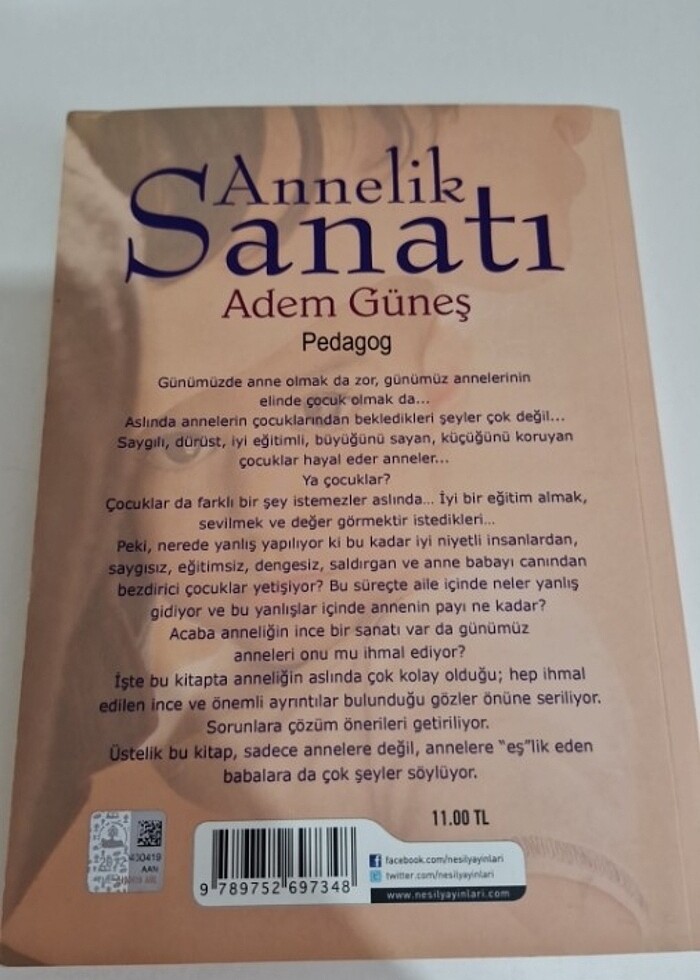 Annelik
Sanatı
Adem Güneş
Pedagog
Günümüzde anne olmak da zor, günümüz annelerinin
elinde çocuk olmak da...
Aslında annelerin çocuklarından bekledikleri şeyler çok değil...
Saygılı, dürüst, iyi eğitimli, büyüğünü sayan, küçüğünü koruyan
çocuklar hayal eder anneler...
Ya çocuklar?
Çocuklar da farklı bir şey istemezler aslında... İyi bir eğitim almak,
sevilmek ve değer görmektir istedikleri...
Peki, nerede yanlış yapılıyor ki bu kadar iyi niyetli insanlardan,
saygısız, eğitimsiz, dengesiz, saldırgan ve anne babayı canından
bezdirici çocuklar yetişiyor? Bu süreçte aile içinde neler yanlış
gidiyor ve bu yanlışlar içinde annenin payı ne kadar?
Acaba anneliğin ince bir sanatı var da günümüz
anneleri onu mu ihmal ediyor?
İşte bu kitapta anneliğin aslında çok kolay olduğu; hep ihmal
edilen ince ve önemli ayrıntılar bulunduğu gözler önüne seriliyor.
Sorunlara çözüm önerileri getiriliyor.
Üstelik bu kitap, sadece annelere değil, annelere "eş"lik eden
babalara da çok şeyler söylüyor.
11.00 TL
430419
AAN
9 789752 697348
facebook.com/nesilyayinlari
twitter.com/nesilyayinlari
www.nesilyayinlari.com